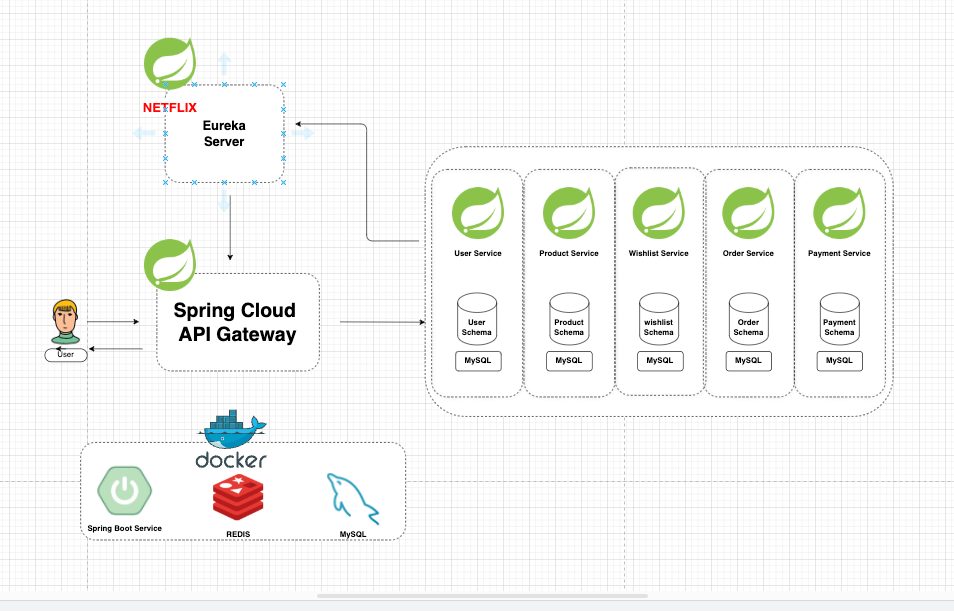 NETFLIX
Eureka
Server
Spring Cloud
API Gateway
User
User Service
Product Service
Wishlist Service
Order Service
Payment Service
User
Schema
Product
Schema
wishlist
Schema
Order
Schema
Payment
Schema
MySQL
MySQL
MySQL
MySQL
MySQL
docker
Spring Boot Service
REDIS
MySQL